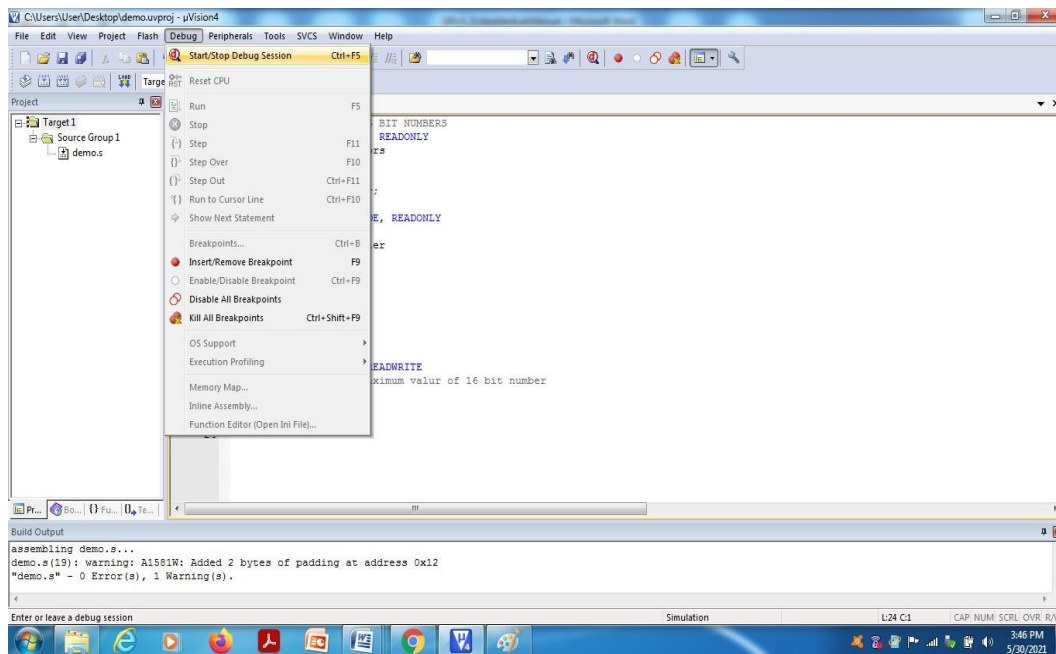 C:\Users\User\Desktop\demo.uvproj - µVision4
File Edit View Project Flash Debug Peripherals Tools SVCS Window Help
Start/Stop Debug Session Ctrl+F5
Reset CPU
Run F5
Stop
Step F11
Step Over F10
Step Out Ctrl+F11
Run to Cursor Line Ctrl+F10
Show Next Statement
Breakpoints... Ctrl+B
Insert/Remove Breakpoint F9
Enable/Disable Breakpoint Ctrl+F9
Disable All Breakpoints
Kill All Breakpoints Ctrl+Shift+F9
OS Support
Execution Profiling
Memory Map...
Inline Assembly...
Function Editor (Open Ini File)...
LOAD
Targe
RST
Project
Target 1
Source Group 1
demo.s
BIT NUMBERS
READONLY
rs
E, READONLY
er
EADWRITE
ximum valur of 16 bit number
Pr... Bo... {} Fu... Te...
Build Output
assembling demo.s...
demo.s(19): warning: A1581W: Added 2 bytes of padding at address 0x12
"demo.s" - 0 Error(s), 1 Warning(s).
Enter or leave a debug session Simulation L:24 C:1 CAP NUM SCRL OVR R/
3:46 PM
5/30/2021